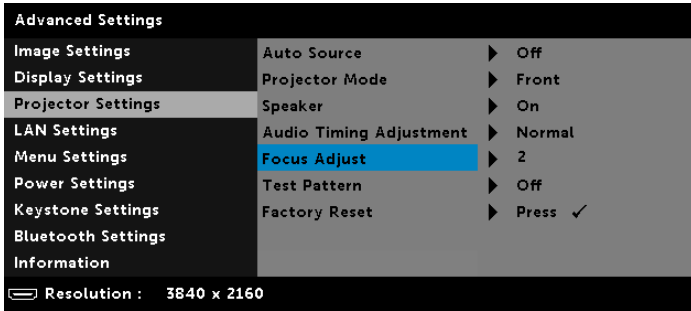 Advanced Settings
Image Settings
Display Settings
Projector Settings
LAN Settings
Menu Settings
Power Settings
Keystone Settings
Bluetooth Settings
Information
Auto Source Off
Projector Mode Front
Speaker On
Audio Timing Adjustment Normal
Focus Adjust 2
Test Pattern Off
Factory Reset Press ✓
Resolution : 3840 x 2160